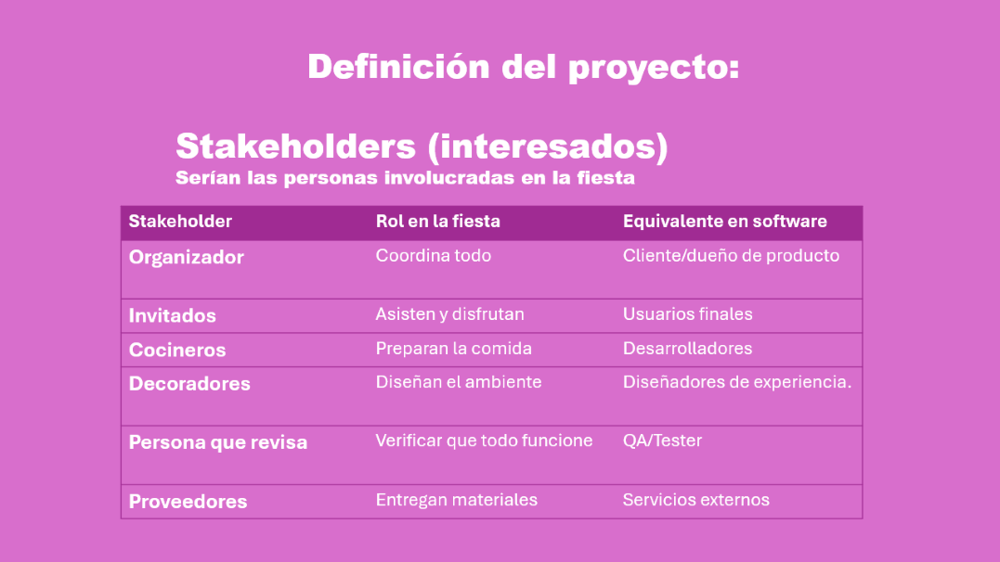 Definición del proyecto:
Stakeholders (interesados)
Serían las personas involucradas en la fiesta
Stakeholder Rol en la fiesta Equivalente en software
Organizador Coordina todo Cliente/dueño de producto
Invitados Asisten y disfrutan Usuarios finales
Cocineros Preparan la comida Desarrolladores
Decoradores Diseñan el ambiente Diseñadores de experiencia.
Persona que revisa Verificar que todo funcione QA/Tester
Proveedores Entregan materiales Servicios externos